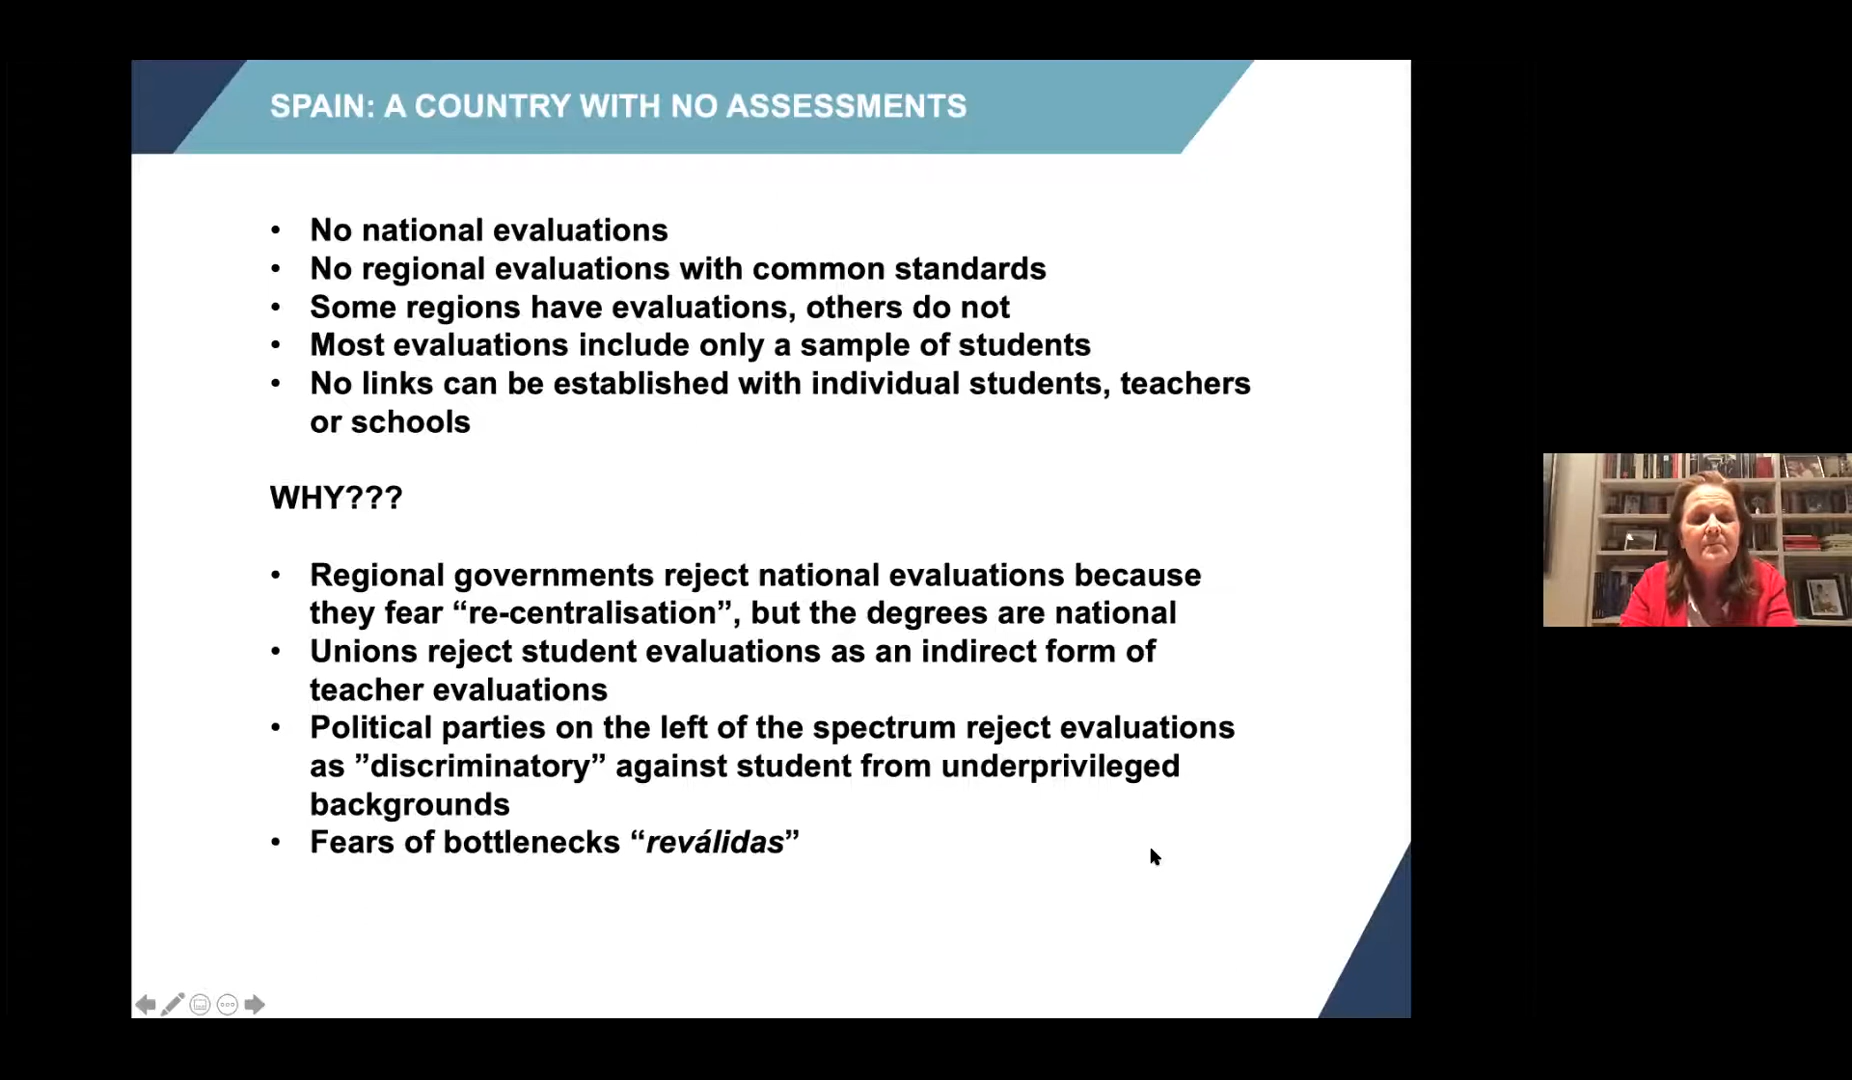 SPAIN: A COUNTRY WITH NO ASSESSMENTS
• No national evaluations
• No regional evaluations with common standards
• Some regions have evaluations, others do not
• Most evaluations include only a sample of students
• No links can be established with individual students, teachers
or schools
WHY???
• Regional governments reject national evaluations because
they fear “re-centralisation”, but the degrees are national
• Unions reject student evaluations as an indirect form of
teacher evaluations
• Political parties on the left of the spectrum reject evaluations
as ”discriminatory” against student from underprivileged
backgrounds
• Fears of bottlenecks “reválidas”